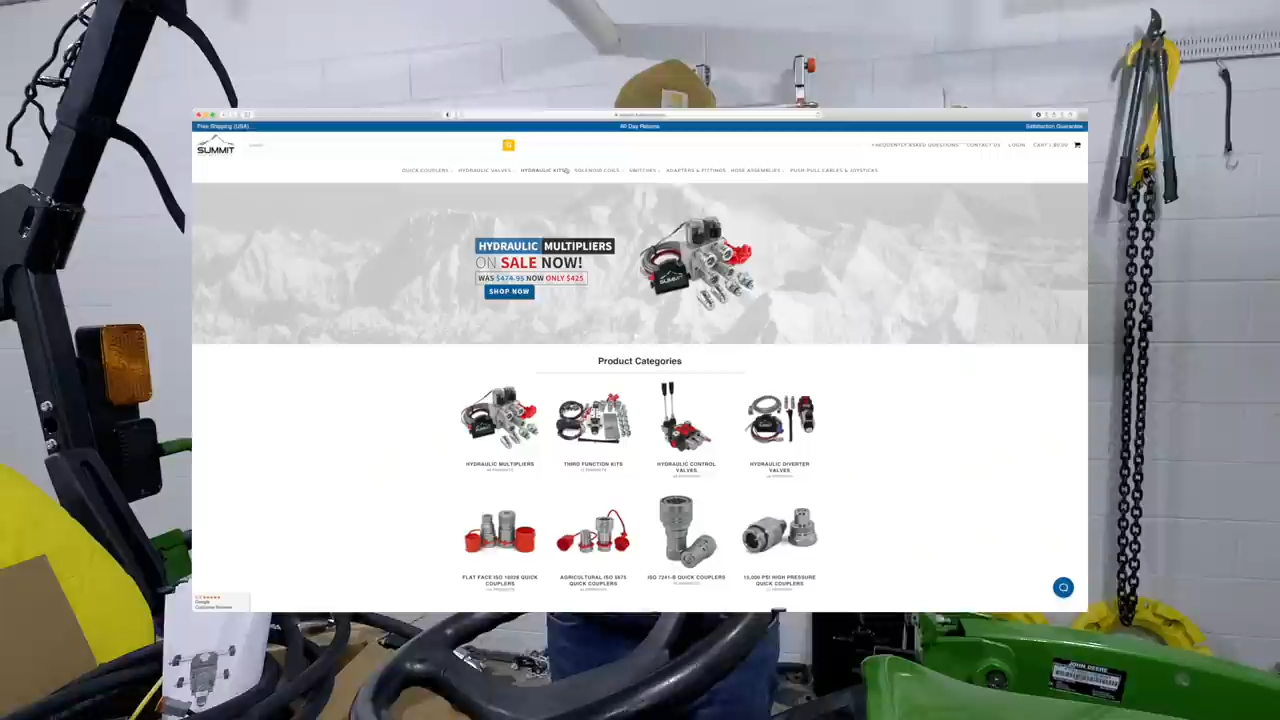 Free Shipping (USA)
60 Day Returns
Satisfaction Guarantee
SUMMIT
FREQUENTLY ASKED QUESTIONS
CONTACT US
LOGIN
CART / $0.00
QUICK COUPLERS
HYDRAULIC VALVES
HYDRAULIC KITS
SOLENOID COILS
SWITCHES
ADAPTERS & FITTINGS
HOSE ASSEMBLIES
PUSH PULL CABLES & JOYSTICKS
HYDRAULIC MULTIPLIERS
ON SALE NOW!
WAS $474.95 NOW ONLY $425
SHOP NOW
SUMMIT
Product Categories
HYDRAULIC MULTIPLIERS
THIRD FUNCTION KITS
HYDRAULIC CONTROL
VALVES
HYDRAULIC DIVERTER
VALVES
FLAT FACE ISO 16028 QUICK
COUPLERS
AGRICULTURAL ISO 5675
QUICK COUPLERS
ISO 7241-B QUICK COUPLERS
10,000 PSI HIGH PRESSURE
QUICK COUPLERS
Google
Customer Reviews
JOHN DEERE